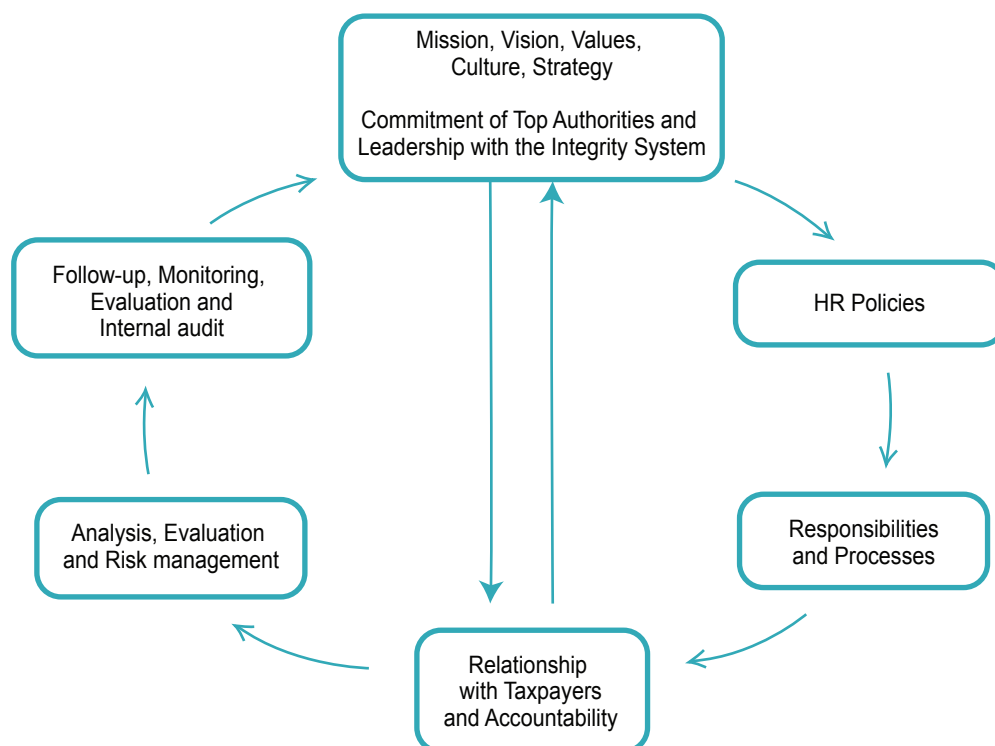 Mission, Vision, Values,
Culture, Strategy
Commitment of Top Authorities and
Leadership with the Integrity System
HR Policies
Responsibilities
and Processes
Relationship
with Taxpayers
and Accountability
Analysis, Evaluation
and Risk management
Follow-up, Monitoring,
Evaluation and
Internal audit